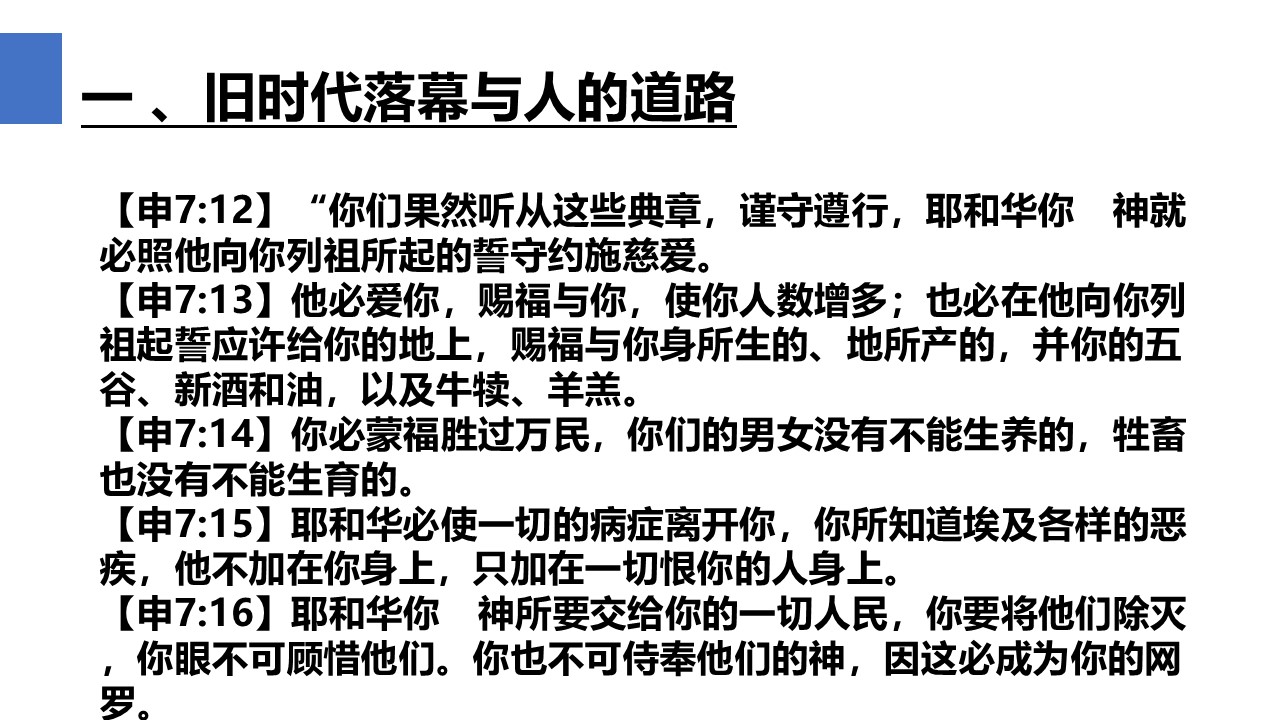 一 、旧时代落幕与人的道路
【申7:12】“你们果然听从这些典章，谨守遵行，耶和华你　神就
必照他向你列祖所起的誓守约施慈爱。
【申7:13】他必爱你，赐福与你，使你人数增多；也必在他向你列
祖起誓应许给你的地上，赐福与你身所生的、地所产的，并你的五
谷、新酒和油，以及牛犊、羊羔。
【申7:14】你必蒙福胜过万民，你们的男女没有不能生养的，牲畜
也没有不能生育的。
【申7:15】耶和华必使一切的病症离开你，你所知道埃及各样的恶
疾，他不加在你身上，只加在一切恨你的人身上。
【申7:16】耶和华你　神所要交给你的一切人民，你要将他们除灭
，你眼不可顾惜他们。你也不可侍奉他们的神，因这必成为你的网
罗。